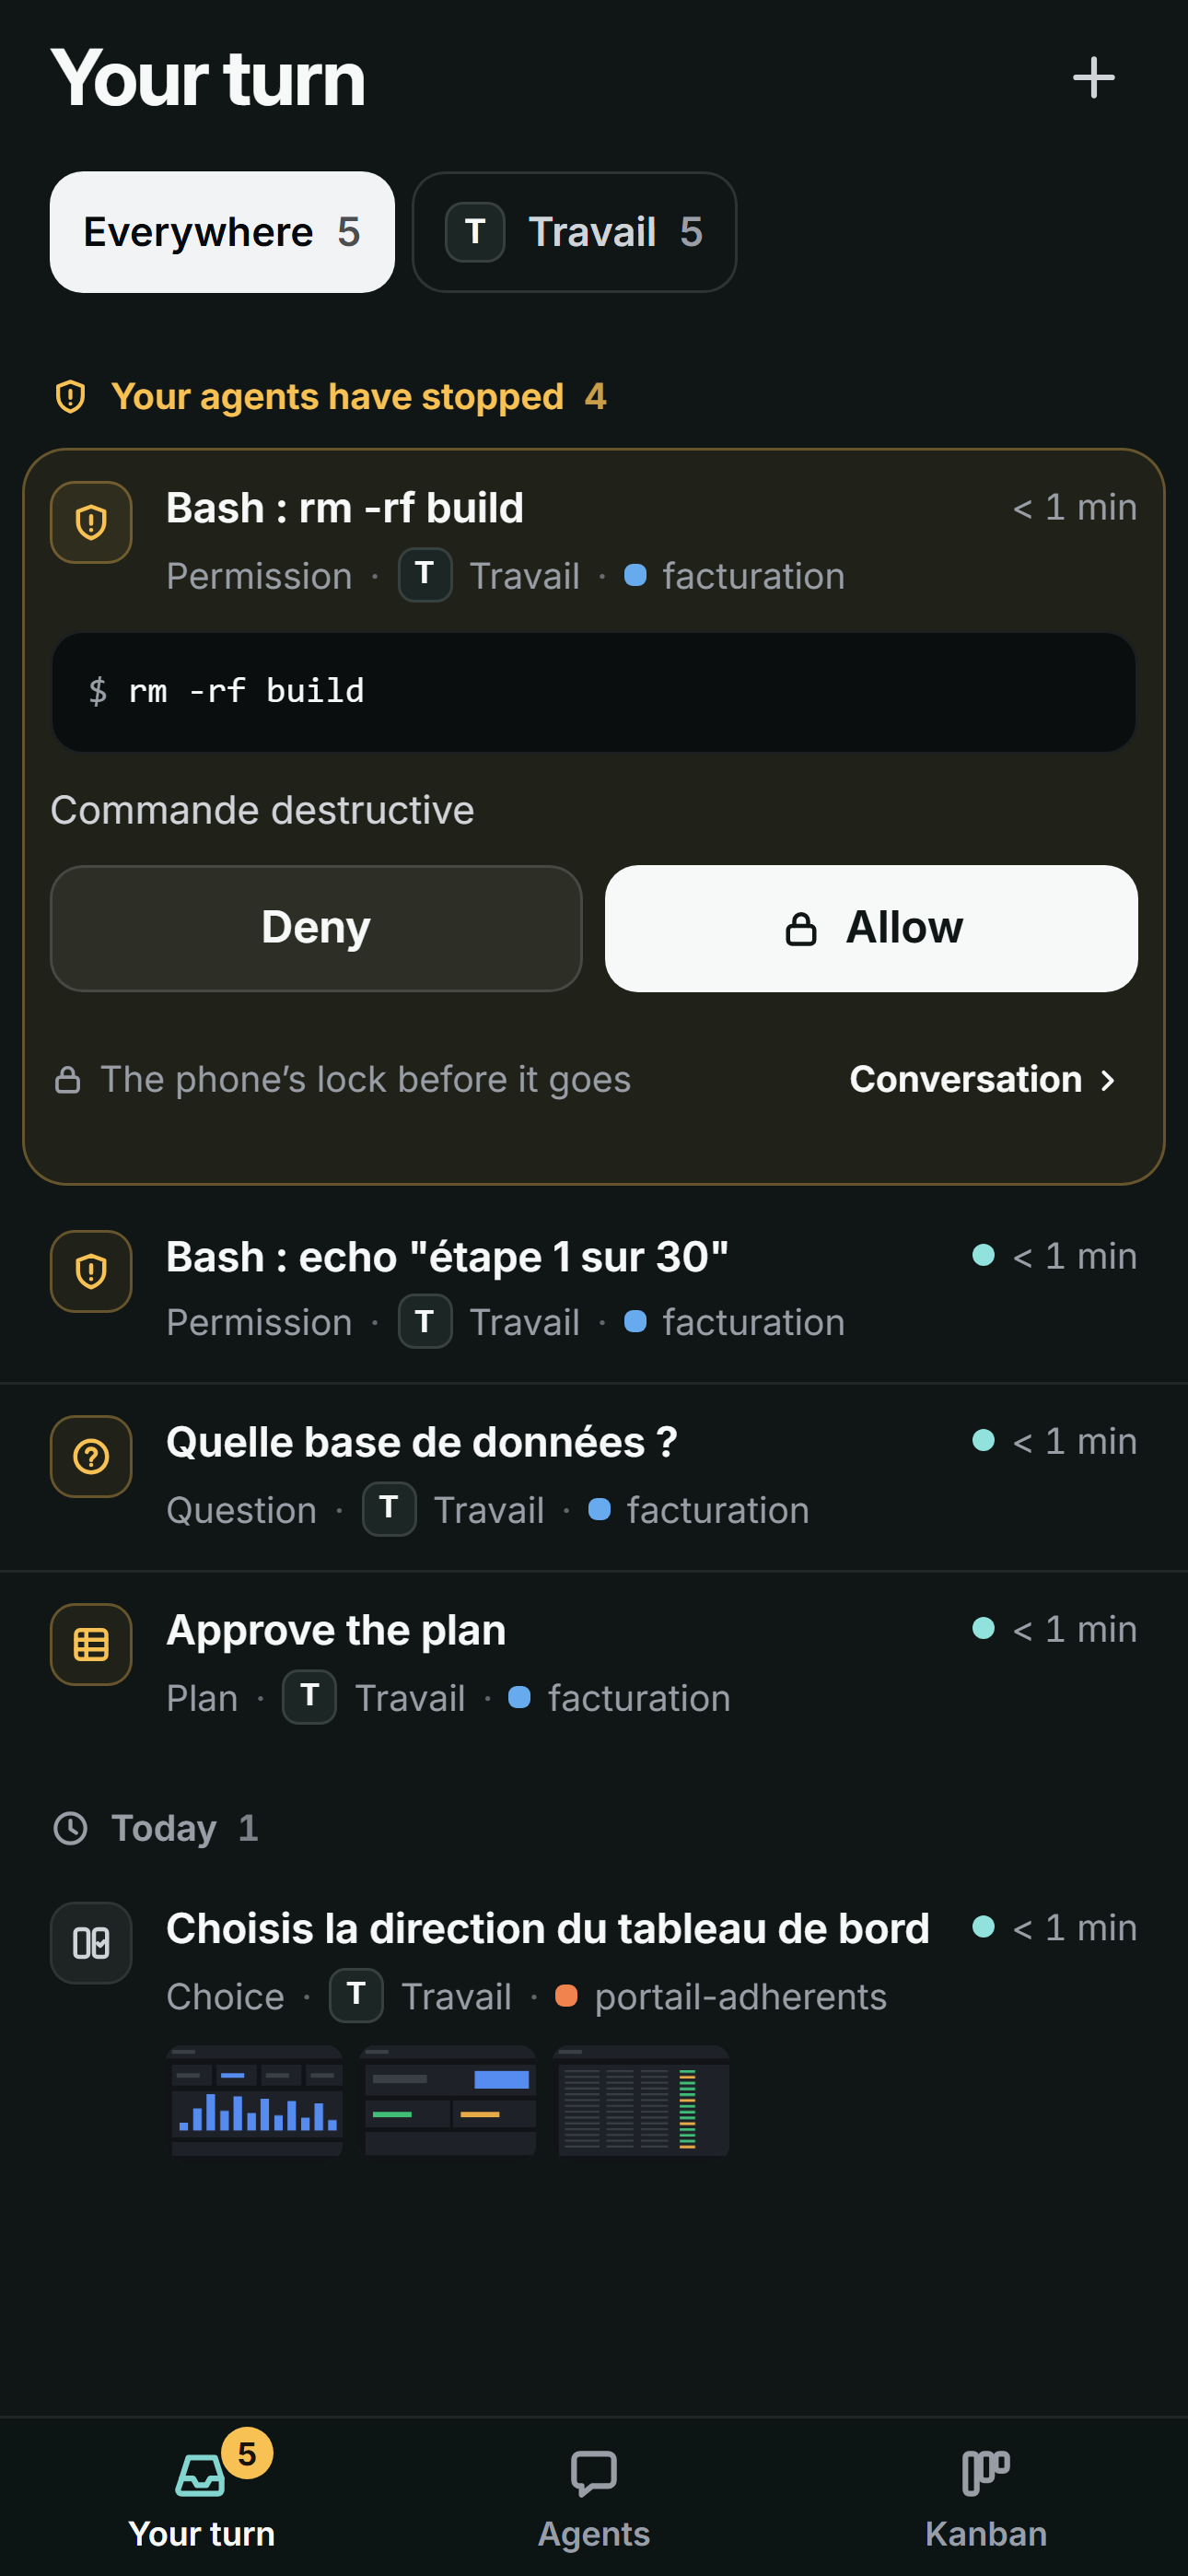 Your turn
Everywhere 5
T Travail 5
Your agents have stopped 4
Bash : rm -rf build < 1 min
Permission · T Travail · facturation
$ rm -rf build
Commande destructive
Deny
Allow
The phone’s lock before it goes
Conversation
Bash : echo "étape 1 sur 30" < 1 min
Permission · T Travail · facturation
Quelle base de données ? < 1 min
Question · T Travail · facturation
Approve the plan < 1 min
Plan · T Travail · facturation
Today 1
Choisis la direction du tableau de bord < 1 min
Choice · T Travail · portail-adherents
5
Your turn
Agents
Kanban